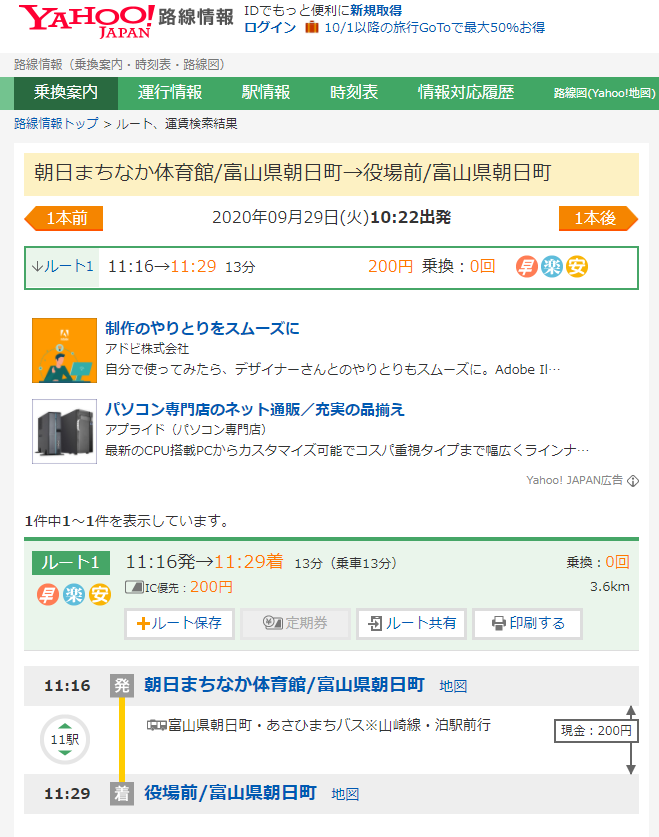 YAHOO! JAPAN 路線情報
IDでもっと便利に新規取得
ログイン 10/1以降の旅行GoToで最大50%お得
路線情報（乗換案内・時刻表・路線図）
乗換案内 運行情報 駅情報 時刻表 情報対応履歴 路線図(Yahoo!地図)
路線情報トップ > ルート、運賃検索結果
朝日まちなか体育館/富山県朝日町→役場前/富山県朝日町
1本前 2020年09月29日(火)10:22出発 1本後
↓ルート1 11:16→11:29 13分 200円 乗換：0回 早 楽 安
制作のやりとりをスムーズに
アドビ株式会社
自分で使ってみたら、デザイナーさんとのやりとりもスムーズに。Adobe Il…
パソコン専門店のネット通販／充実の品揃え
アプライド（パソコン専門店）
最新のCPU搭載PCからカスタマイズ可能でコスパ重視タイプまで幅広くラインナ…
Yahoo! JAPAN広告
1件中1～1件を表示しています。
ルート1 11:16発→11:29着 13分（乗車13分） 乗換：0回
早 楽 安 IC優先：200円 3.6km
ルート保存 定期券 ルート共有 印刷する
11:16 発 朝日まちなか体育館/富山県朝日町 地図
11駅 富山県朝日町・あさひまちバス※山崎線・泊駅前行 現金：200円
11:29 着 役場前/富山県朝日町 地図